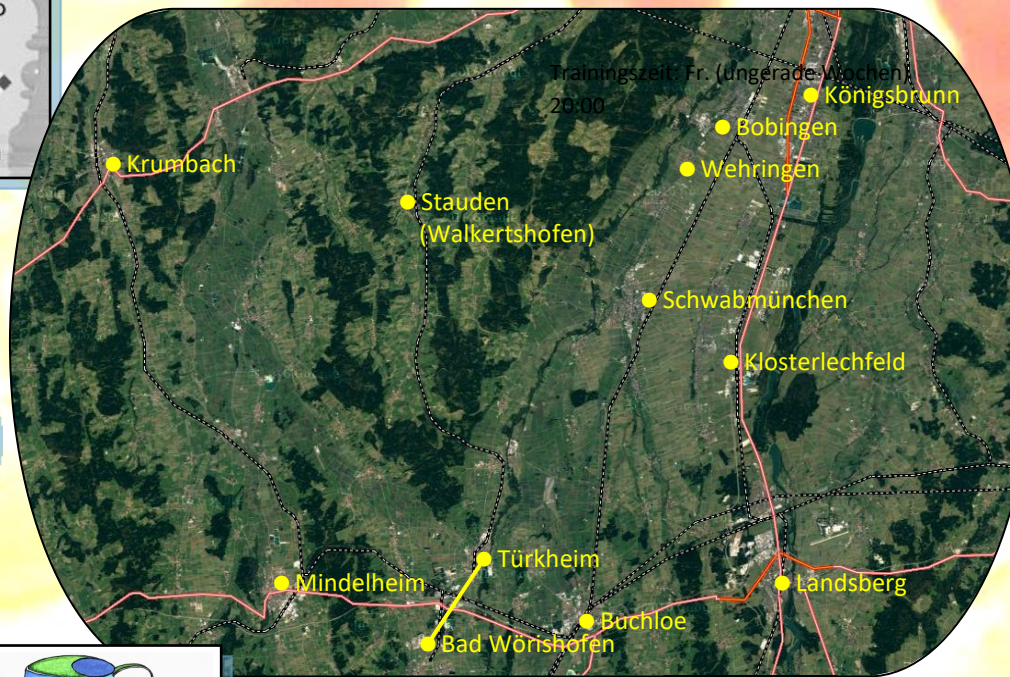 Trainingszeit: Fr. (ungerade Wochen)
20:00
Königsbrunn
Bobingen
Krumbach
Wehringen
Stauden
(Walkertshofen)
Schwabmünchen
Klosterlechfeld
Türkheim
Mindelheim
Landsberg
Buchloe
Bad Wörishofen